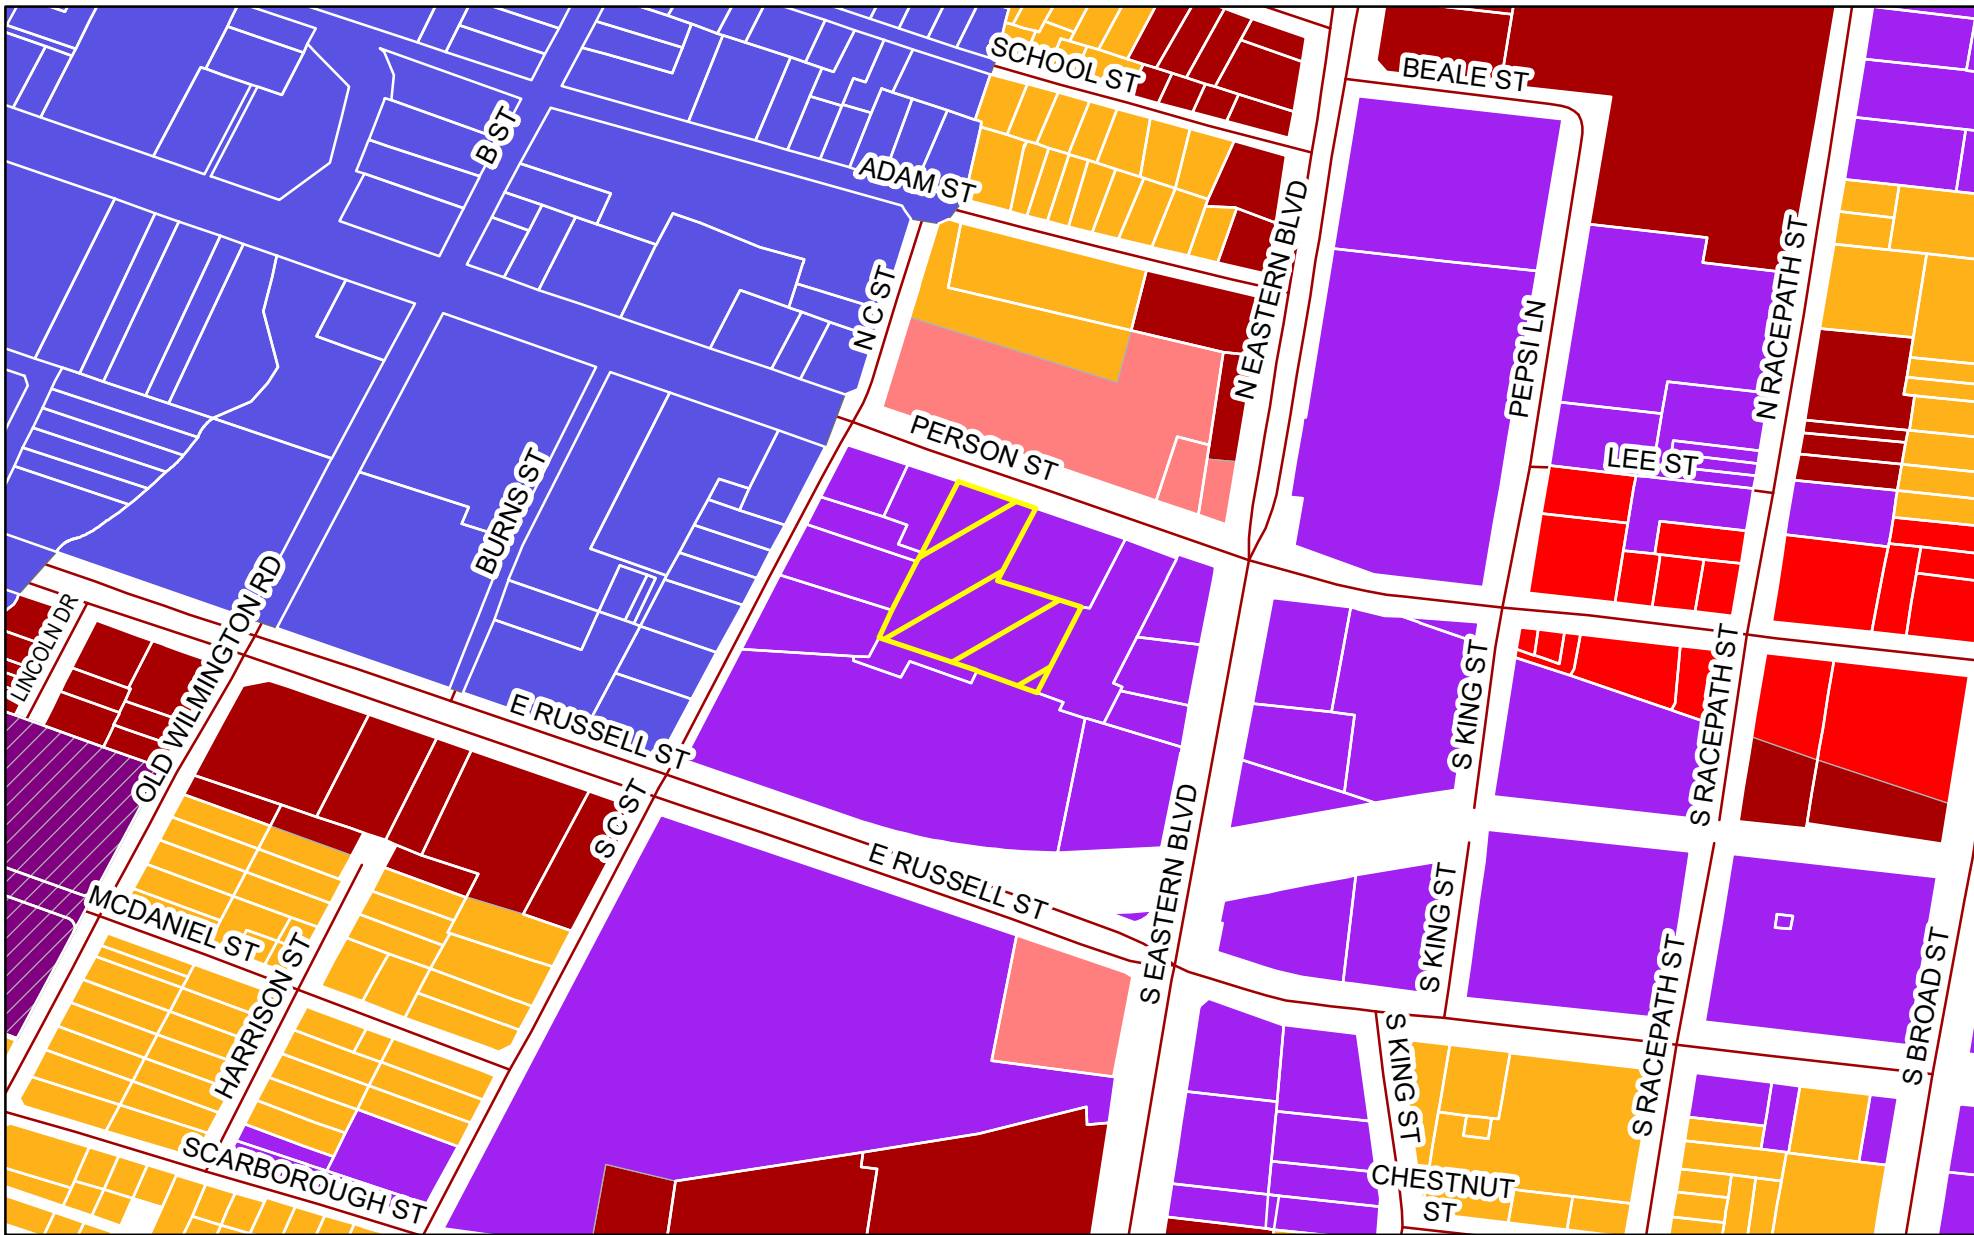 SCHOOL ST
BEALE ST
B ST
ADAM ST
N EASTERN BLVD
N RACEPATH ST
N C ST
PEPSI LN
PERSON ST
LEE ST
BURNS ST
OLD WILMINGTON RD
LINCOLN DR
E RUSSELL ST
S KING ST
S RACEPATH ST
S C ST
S EASTERN BLVD
E RUSSELL ST
S KING ST
MCDANIEL ST
HARRISON ST
S RACEPATH ST
S BROAD ST
S KING ST
SCARBOROUGH ST
CHESTNUT
ST